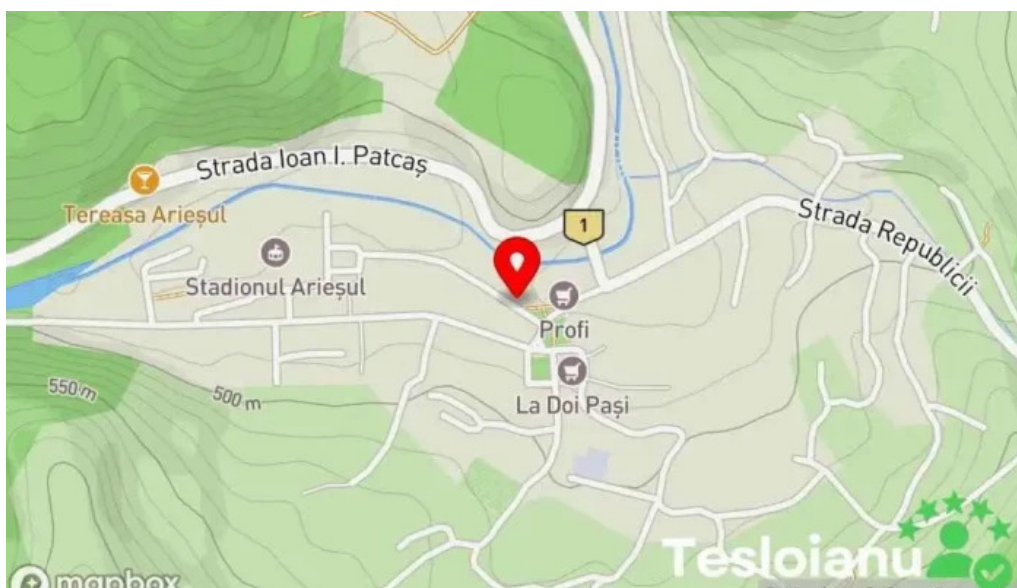 Strada Ioan I. Patcaș
Tereasa Arieșul
1
Strada Republicii
Stadionul Arieșul
Profi
La Doi Pași
550 m
500 m
Tesloianu
mapbox